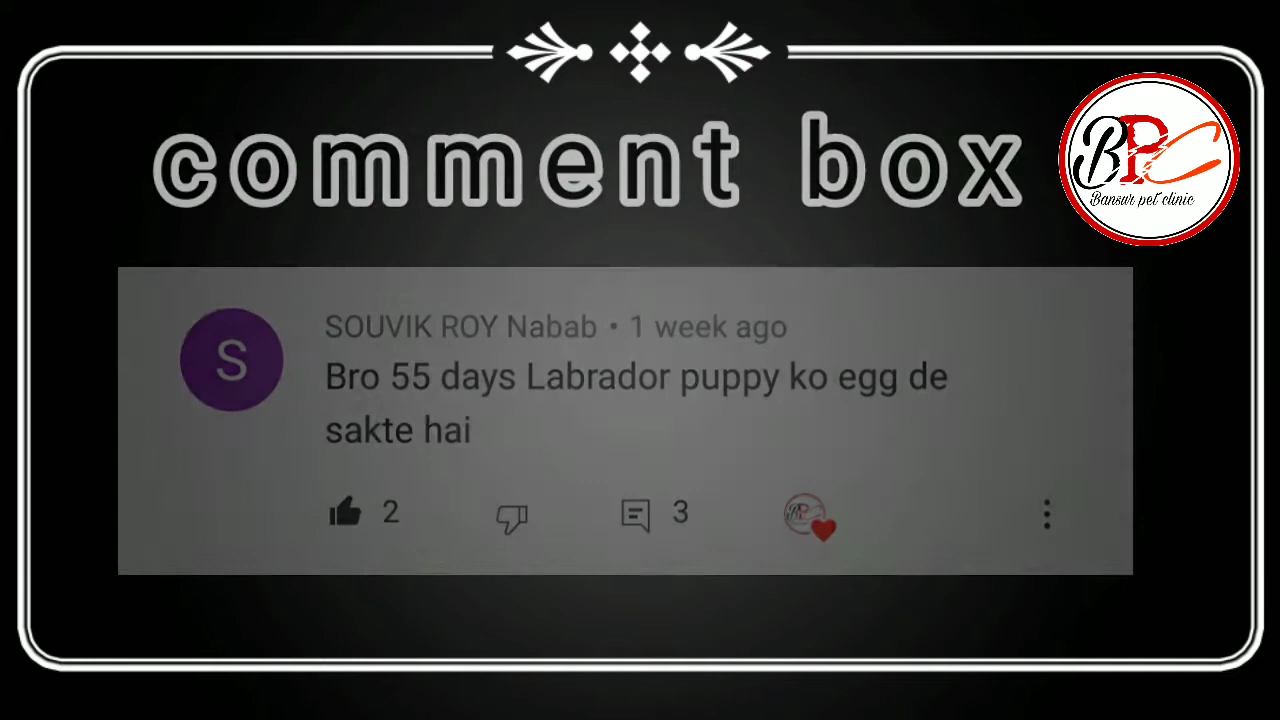 comment box
BPC
Bansur pet clinic
S
SOUVIK ROY Nabab • 1 week ago
Bro 55 days Labrador puppy ko egg de
sakte hai
2
3